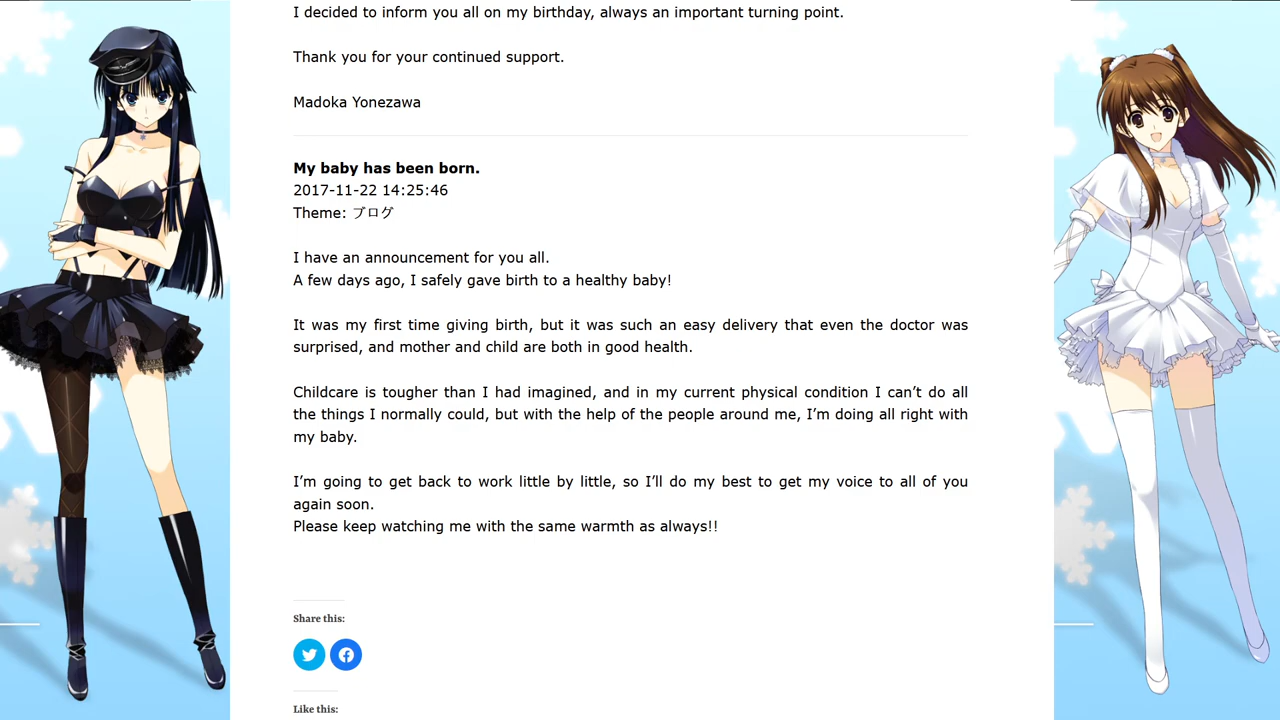 I decided to inform you all on my birthday, always an important turning point.
Thank you for your continued support.
Madoka Yonezawa
My baby has been born.
2017-11-22 14:25:46
Theme: ブログ
I have an announcement for you all.
A few days ago, I safely gave birth to a healthy baby!
It was my first time giving birth, but it was such an easy delivery that even the doctor was
surprised, and mother and child are both in good health.
Childcare is tougher than I had imagined, and in my current physical condition I can’t do all
the things I normally could, but with the help of the people around me, I’m doing all right with
my baby.
I’m going to get back to work little by little, so I’ll do my best to get my voice to all of you
again soon.
Please keep watching me with the same warmth as always!!
Share this:
Like this: